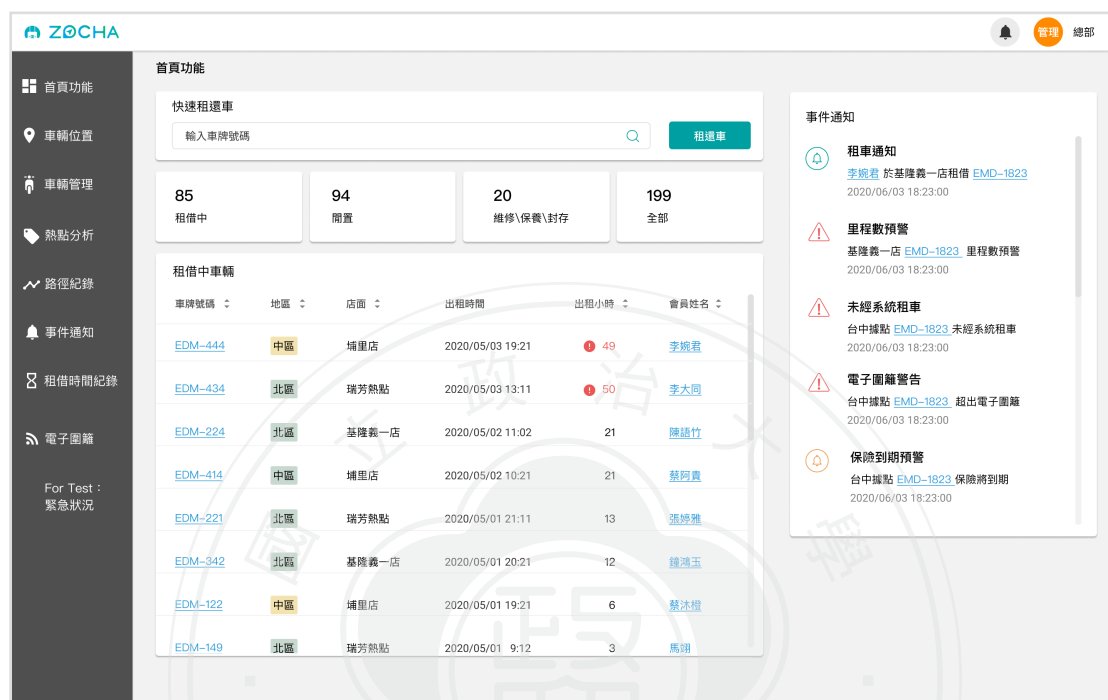 ZOCHA
管理 總部
首頁功能
車輛位置
車輛管理
熱點分析
路徑紀錄
事件通知
租借時間紀錄
電子圍籬
For Test：
緊急狀況
首頁功能
快速租還車
輸入車牌號碼 租還車
85 94 20 199
租借中 閒置 維修\保養\封存 全部
租借中車輛
車牌號碼 地區 店面 出租時間 出租小時 會員姓名
EDM-444 中區 埔里店 2020/05/03 19:21 49 李婉君
EDM-434 北區 瑞芳熱點 2020/05/03 13:11 50 李大同
EDM-224 北區 基隆義一店 2020/05/02 11:02 21 陳語竹
EDM-414 中區 埔里店 2020/05/02 10:21 21 蔡阿貴
EDM-221 北區 瑞芳熱點 2020/05/01 21:11 13 張婷雅
EDM-342 北區 基隆義一店 2020/05/01 20:21 12 鐘鴻玉
EDM-122 中區 埔里店 2020/05/01 19:21 6 蔡沐橙
EDM-149 北區 瑞芳熱點 2020/05/01 9:12 3 馬翊
事件通知
租車通知
李婉君 於基隆義一店租借 EMD-1823
2020/06/03 18:23:00
里程數預警
基隆義一店 EMD-1823 里程數預警
2020/06/03 18:23:00
未經系統租車
台中據點 EMD-1823 未經系統租車
2020/06/03 18:23:00
電子圍籬警告
台中據點 EMD-1823 超出電子圍籬
2020/06/03 18:23:00
保險到期預警
台中據點 EMD-1823 保險將到期
2020/06/03 18:23:00
國立政治大學